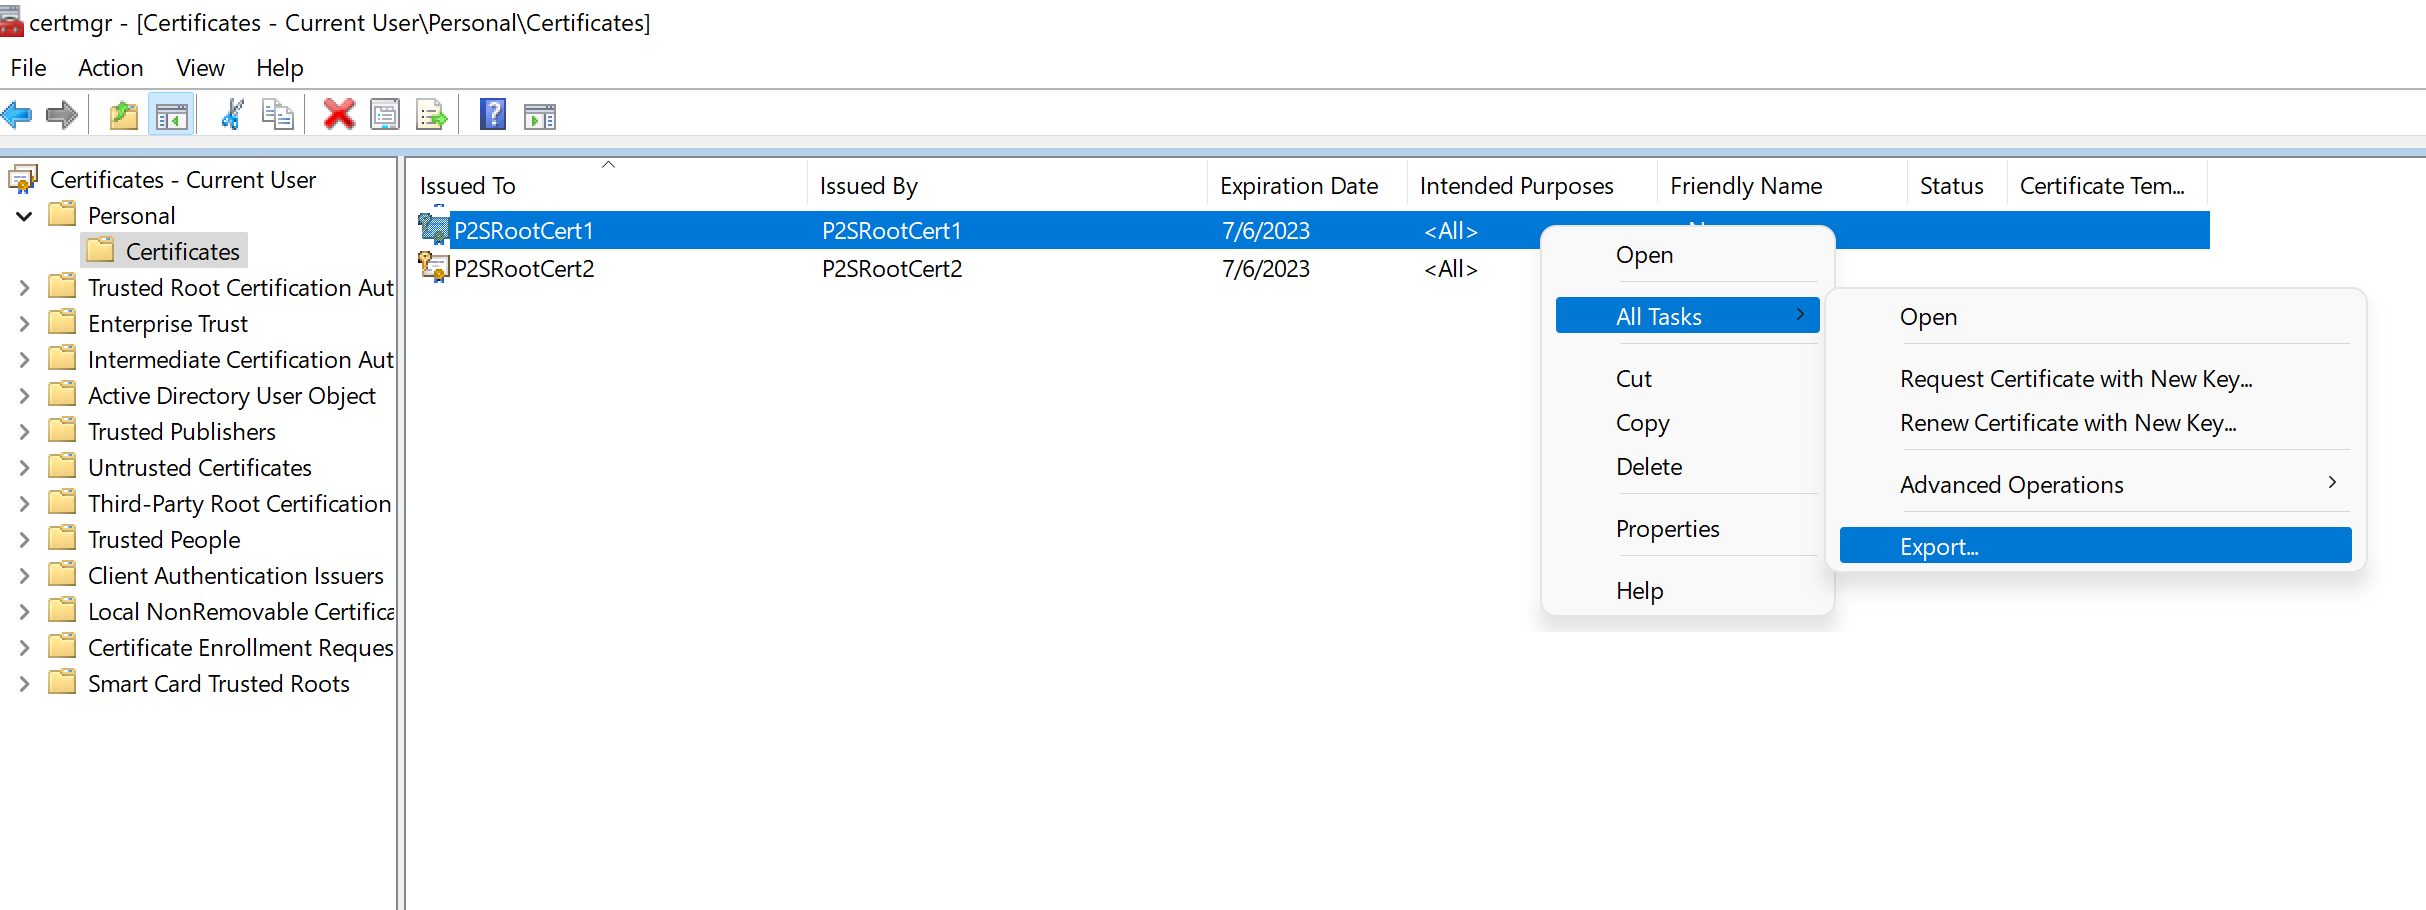 certmgr - [Certificates - Current User\Personal\Certificates]
File Action View Help
Certificates - Current User
Personal
Certificates
Trusted Root Certification Aut
Enterprise Trust
Intermediate Certification Aut
Active Directory User Object
Trusted Publishers
Untrusted Certificates
Third-Party Root Certification
Trusted People
Client Authentication Issuers
Local NonRemovable Certifica
Certificate Enrollment Reques
Smart Card Trusted Roots
Issued To Issued By Expiration Date Intended Purposes Friendly Name Status Certificate Tem...
P2SRootCert1 P2SRootCert1 7/6/2023 <All>
P2SRootCert2 P2SRootCert2 7/6/2023 <All>
Open
All Tasks
Cut
Copy
Delete
Properties
Help
Open
Request Certificate with New Key...
Renew Certificate with New Key...
Advanced Operations
Export...